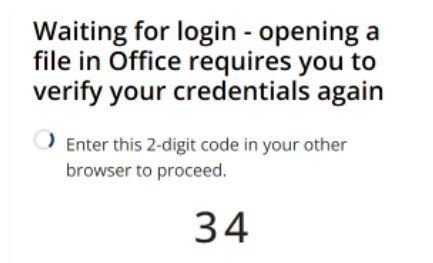 Waiting for login - opening a
file in Office requires you to
verify your credentials again
Enter this 2-digit code in your other
browser to proceed.
34